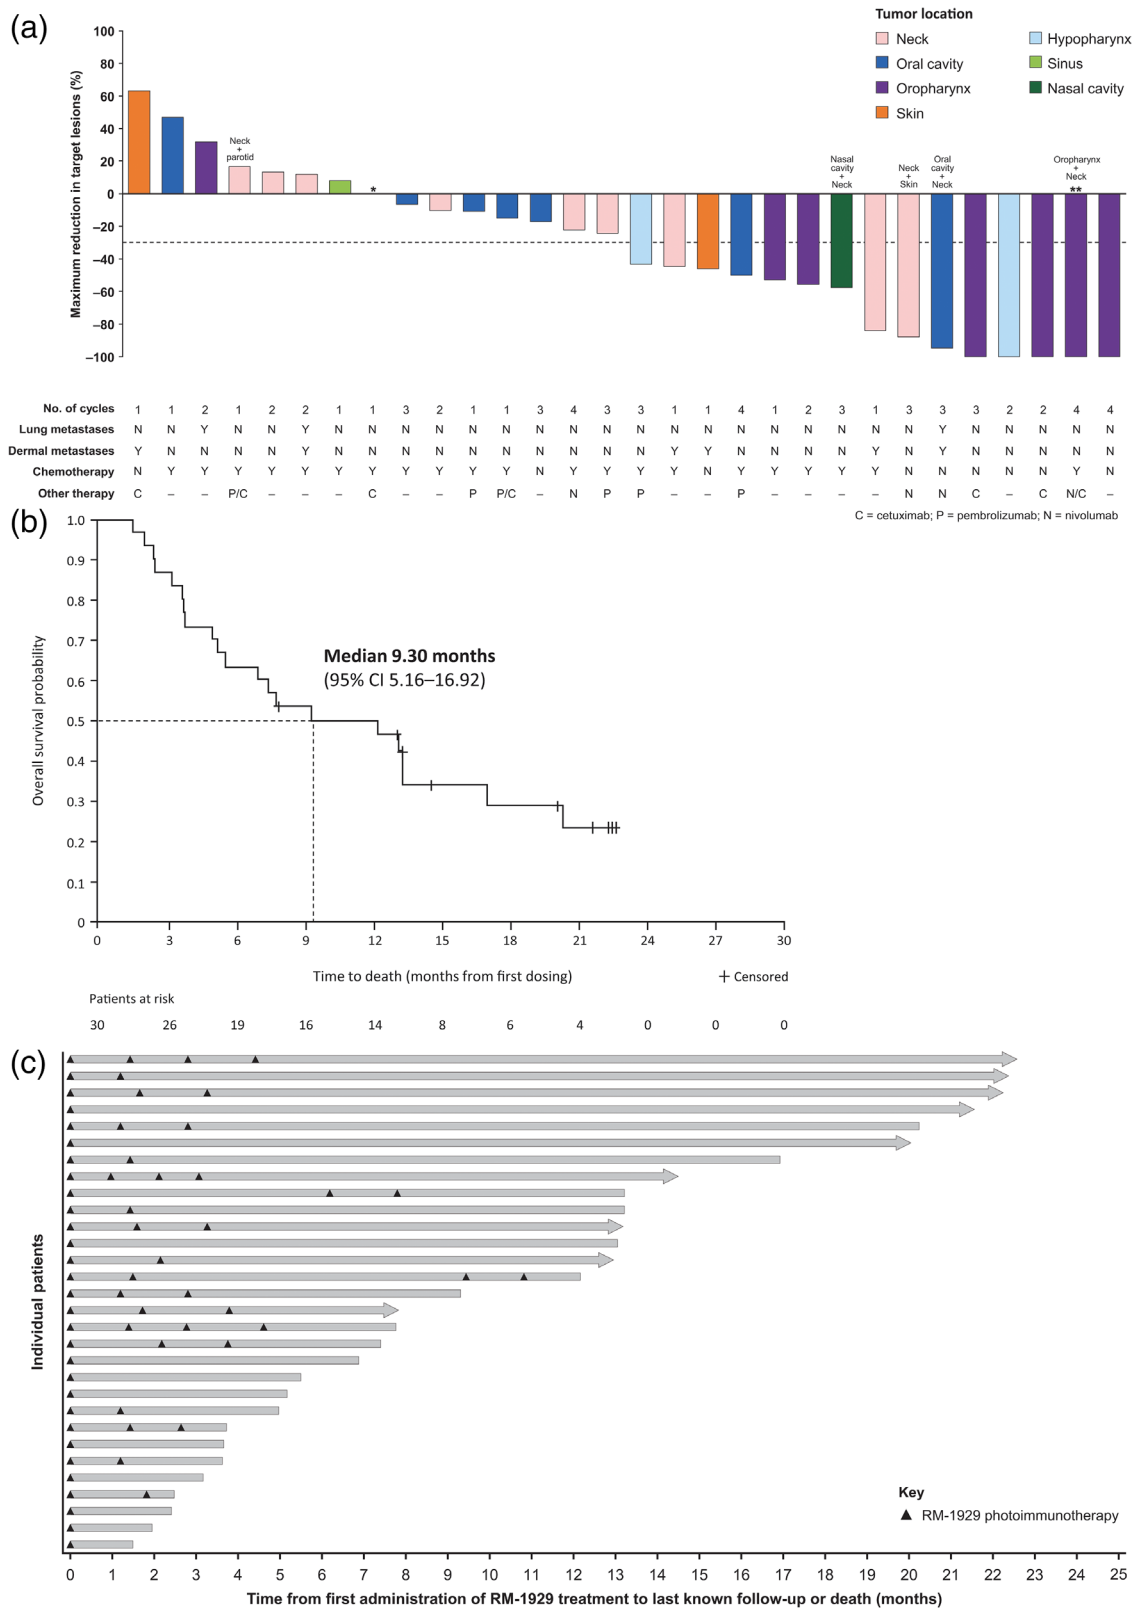 (a)
Tumor location
Neck
Oral cavity
Oropharynx
Skin
Hypopharynx
Sinus
Nasal cavity
Maximum reduction in target lesions (%)
100
80
60
40
20
0
–20
–40
–60
–80
–100
Neck
+
parotid
*
Nasal
cavity
+
Neck
Neck
+
Skin
Oral
cavity
+
Neck
Oropharynx
+
Neck
**
No. of cycles 1 1 2 1 2 2 1 1 3 2 1 1 3 4 3 3 1 1 4 1 2 3 1 3 3 3 2 2 4 4
Lung metastases N N Y N N Y N N N N N N N N N N N N N N N N N N Y N N N N N
Dermal metastases Y N N N N Y N N N N N N N N N N Y Y N N N N Y N Y N N N N N
Chemotherapy N Y Y Y Y Y Y Y Y Y Y Y N Y Y Y Y N Y Y Y Y Y N N N N N Y N
Other therapy C – – P/C – – – C – – P P/C – N P P – – P – – – – N N C – C N/C –
C = cetuximab; P = pembrolizumab; N = nivolumab
(b)
Overall survival probability
1.0
0.9
0.8
0.7
0.6
0.5
0.4
0.3
0.2
0.1
0
Median 9.30 months
(95% CI 5.16–16.92)
0 3 6 9 12 15 18 21 24 27 30
Time to death (months from first dosing)
+ Censored
Patients at risk
30 26 19 16 14 8 6 4 0 0 0
(c)
Individual patients
Key
▲ RM-1929 photoimmunotherapy
0 1 2 3 4 5 6 7 8 9 10 11 12 13 14 15 16 17 18 19 20 21 22 23 24 25
Time from first administration of RM-1929 treatment to last known follow-up or death (months)